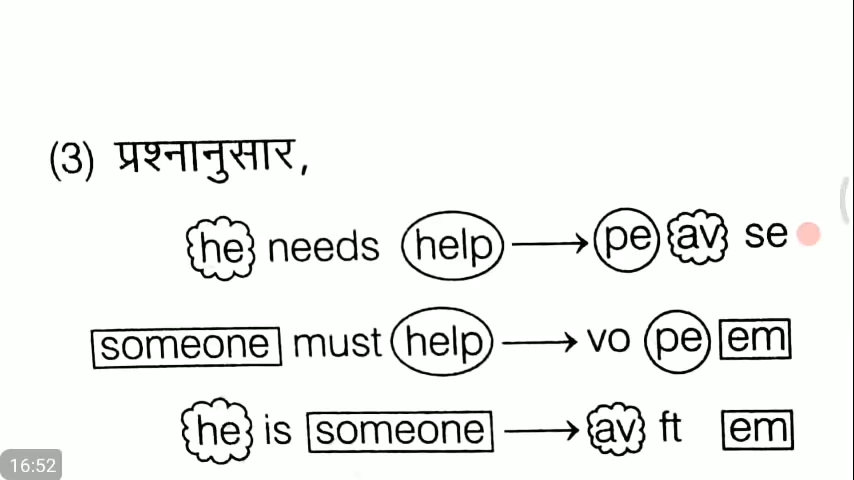 (3) प्रश्नानुसार,
he needs help → pe av se
someone must help → vo pe em
he is someone → av ft em
16:52